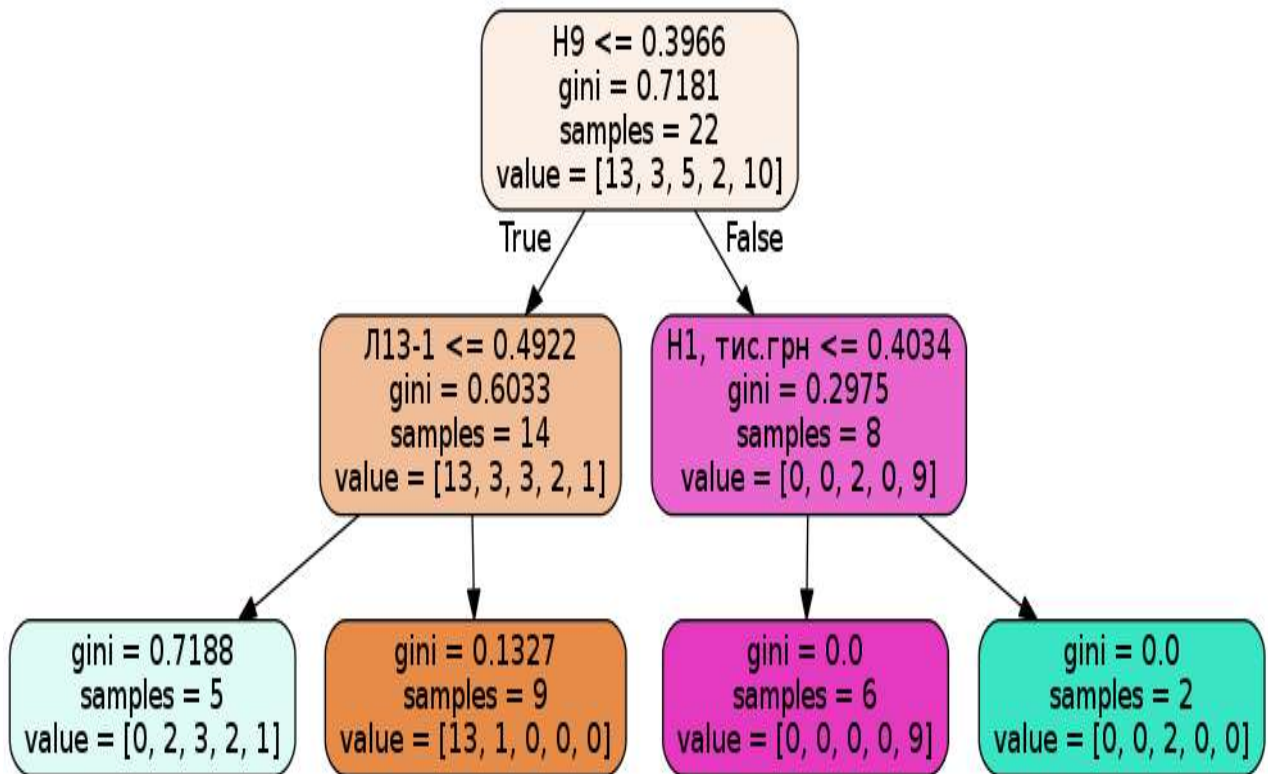 H9 <= 0.3966
gini = 0.7181
samples = 22
value = [13, 3, 5, 2, 10]
True
False
Л13-1 <= 0.4922
gini = 0.6033
samples = 14
value = [13, 3, 3, 2, 1]
Н1, тис.грн <= 0.4034
gini = 0.2975
samples = 8
value = [0, 0, 2, 0, 9]
gini = 0.7188
samples = 5
value = [0, 2, 3, 2, 1]
gini = 0.1327
samples = 9
value = [13, 1, 0, 0, 0]
gini = 0.0
samples = 6
value = [0, 0, 0, 0, 9]
gini = 0.0
samples = 2
value = [0, 0, 2, 0, 0]